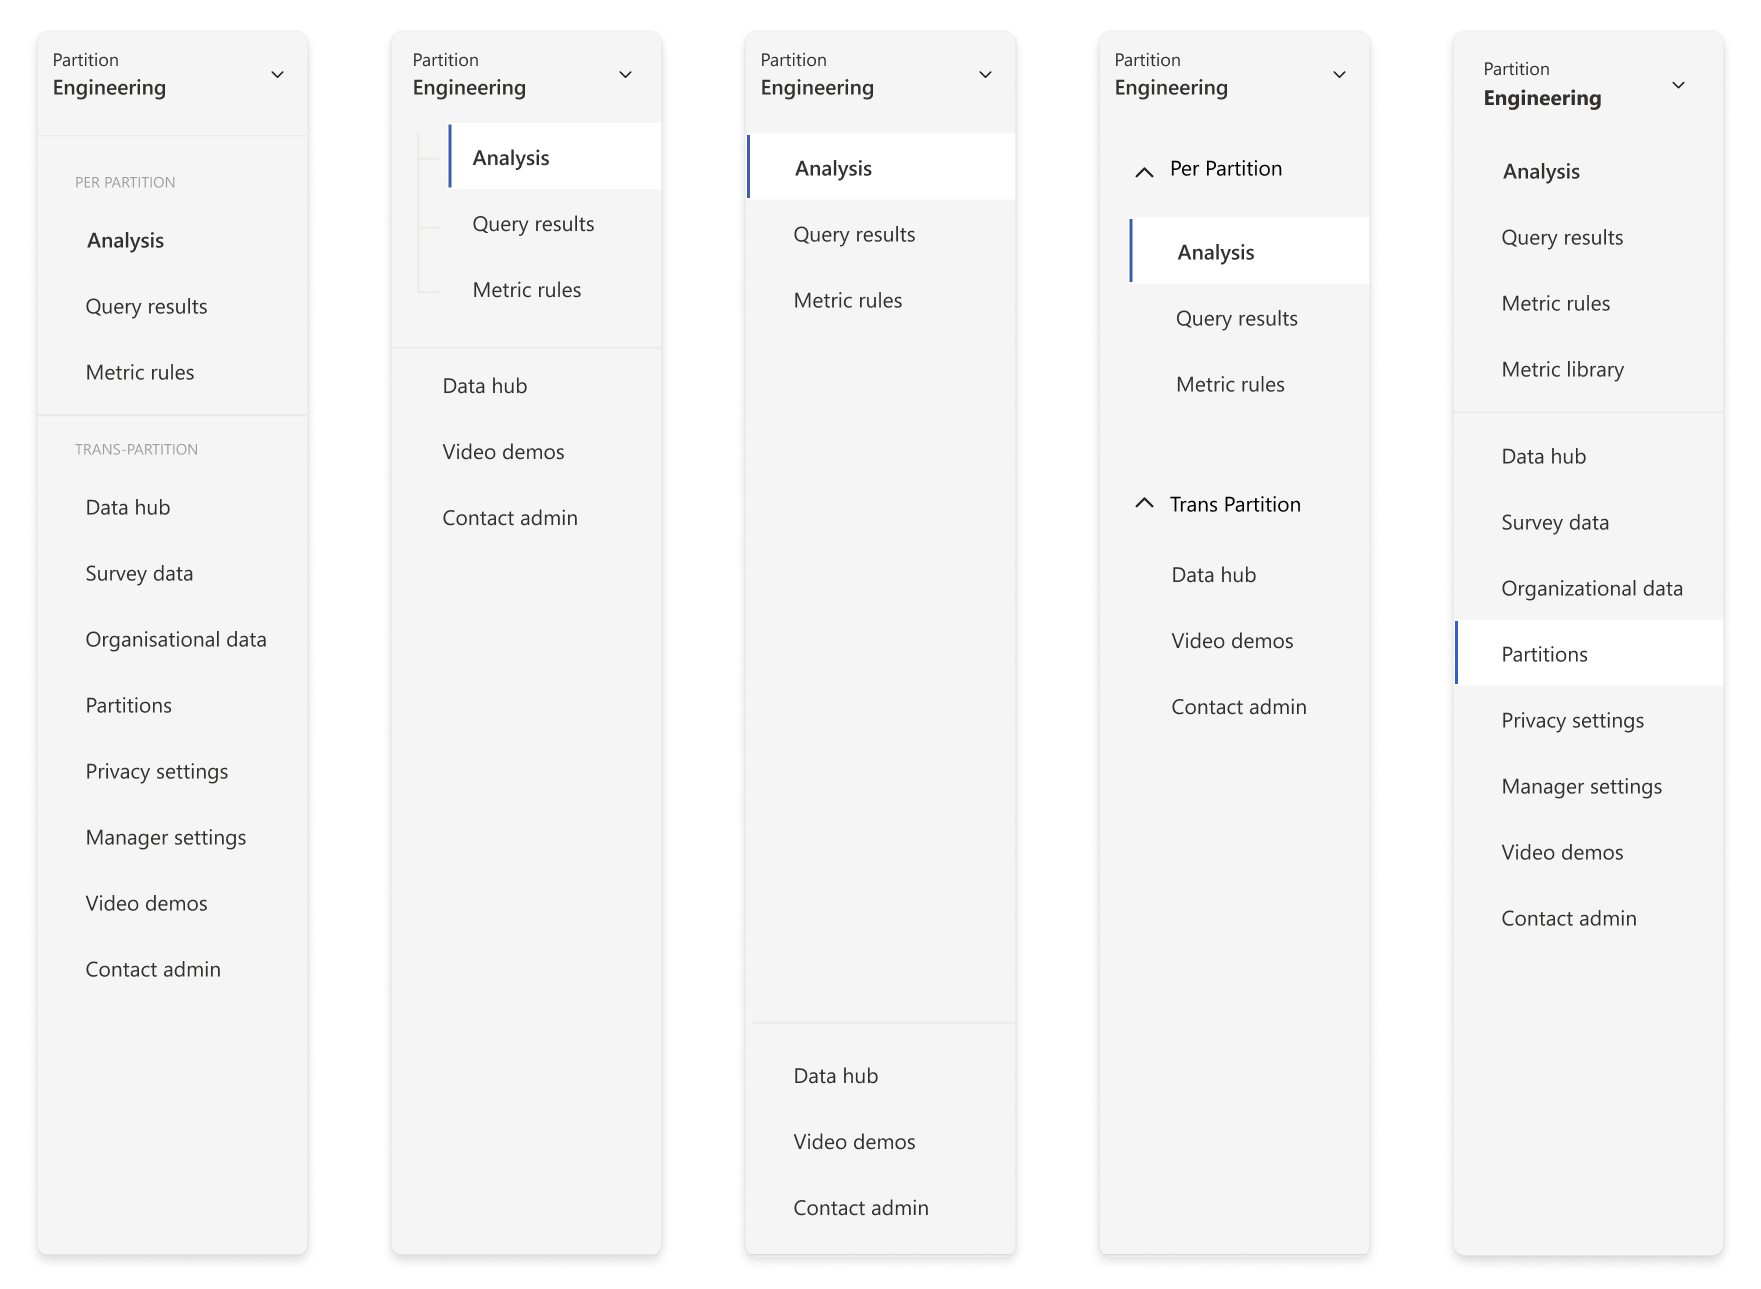 Partition
Engineering
PER PARTITION
Analysis
Query results
Metric rules
TRANS-PARTITION
Data hub
Survey data
Organisational data
Partitions
Privacy settings
Manager settings
Video demos
Contact admin
Partition
Engineering
Analysis
Query results
Metric rules
Data hub
Video demos
Contact admin
Partition
Engineering
Analysis
Query results
Metric rules
Data hub
Video demos
Contact admin
Partition
Engineering
Per Partition
Analysis
Query results
Metric rules
Trans Partition
Data hub
Video demos
Contact admin
Partition
Engineering
Analysis
Query results
Metric rules
Metric library
Data hub
Survey data
Organizational data
Partitions
Privacy settings
Manager settings
Video demos
Contact admin